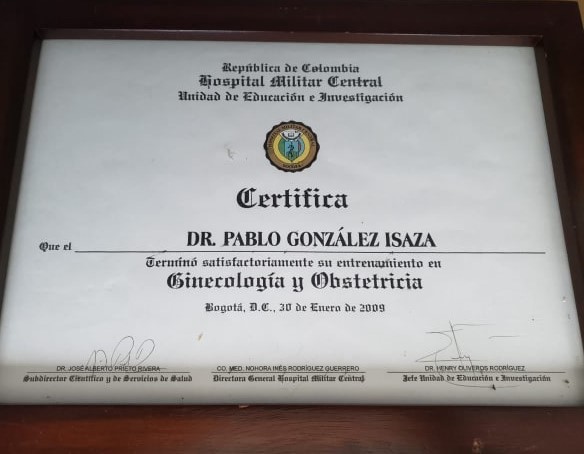 República de Colombia
Hospital Militar Central
Unidad de Educación e Investigación
Certifica
Que el DR. PABLO GONZÁLEZ ISAZA
Terminó satisfactoriamente su entrenamiento en
Ginecología y Obstetricia
Bogotá, D.C., 30 de Enero de 2009
DR. JOSÉ ALBERTO PRIETO RIVERA
Subdirector Científico y de Servicios de Salud
CO. MED. NOHORA INÉS RODRÍGUEZ GUERRERO
Directora General Hospital Militar Central
DR. HENRY OLIVEROS RODRÍGUEZ
Jefe Unidad de Educación e Investigación